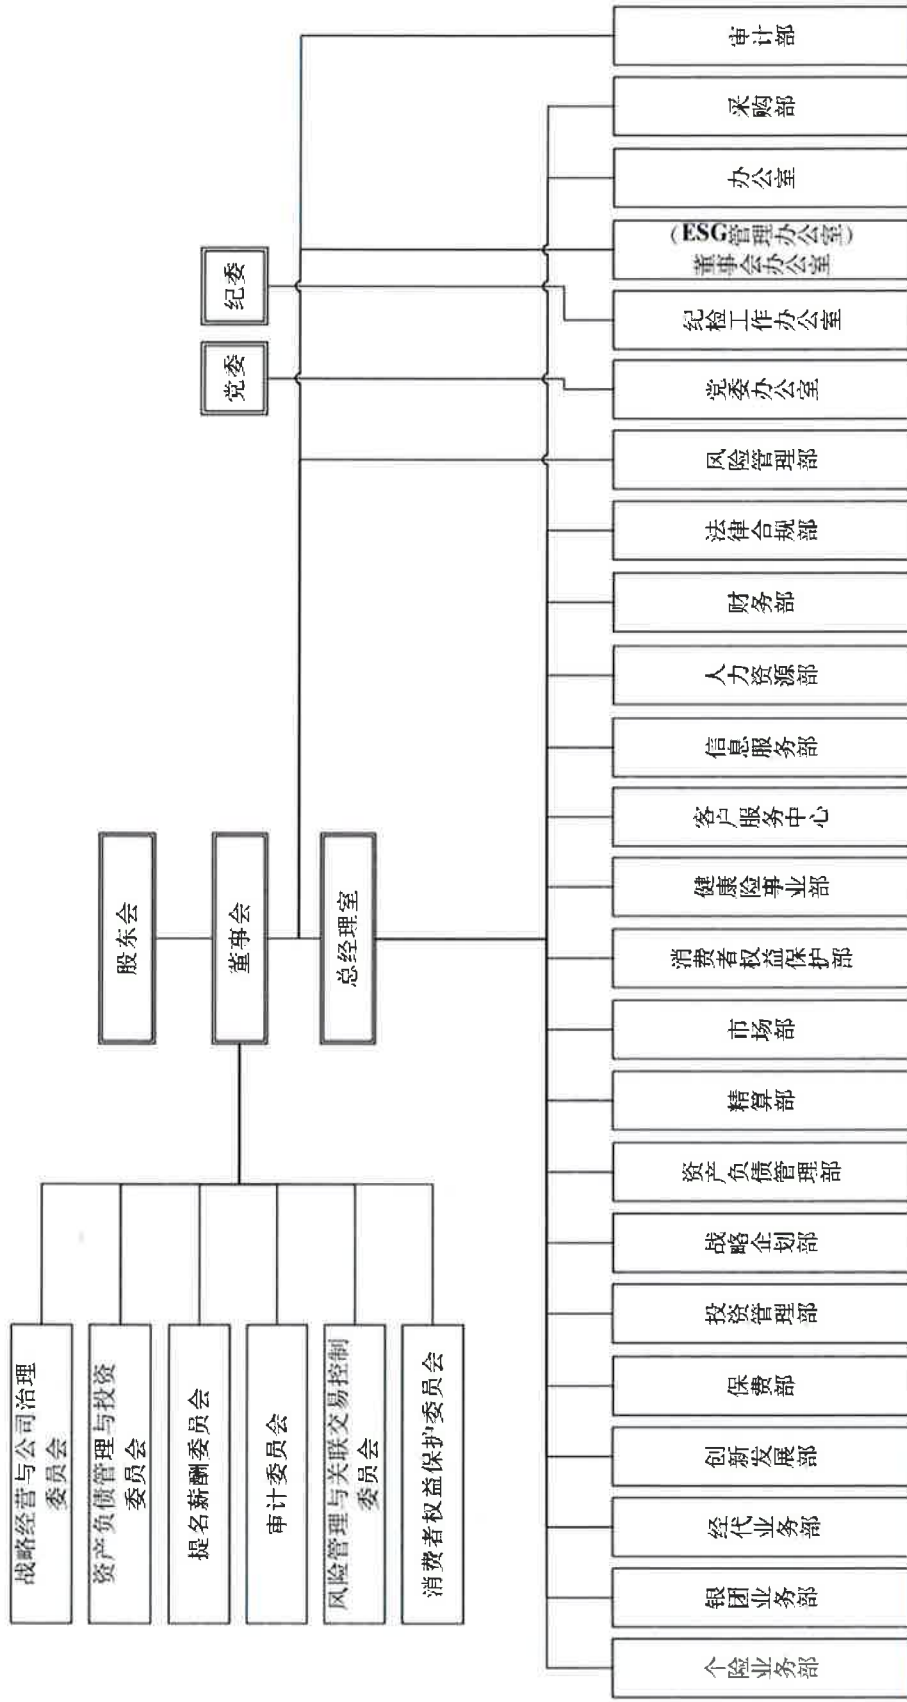 股东会
董事会
总经理室
党委
纪委
战略经营与公司治理
委员会
资产负债管理与投资
委员会
提名薪酬委员会
审计委员会
风险管理与关联交易控制
委员会
消费者权益保护委员会
个险业务部
银团业务部
经代业务部
创新发展部
保费部
投资管理部
战略企划部
资产负债管理部
精算部
市场部
消费者权益保护部
健康险事业部
客户服务中心
信息服务部
人力资源部
财务部
法律合规部
风险管理部
党委办公室
纪检工作办公室
董事会办公室
（ESG管理办公室）
办公室
采购部
审计部